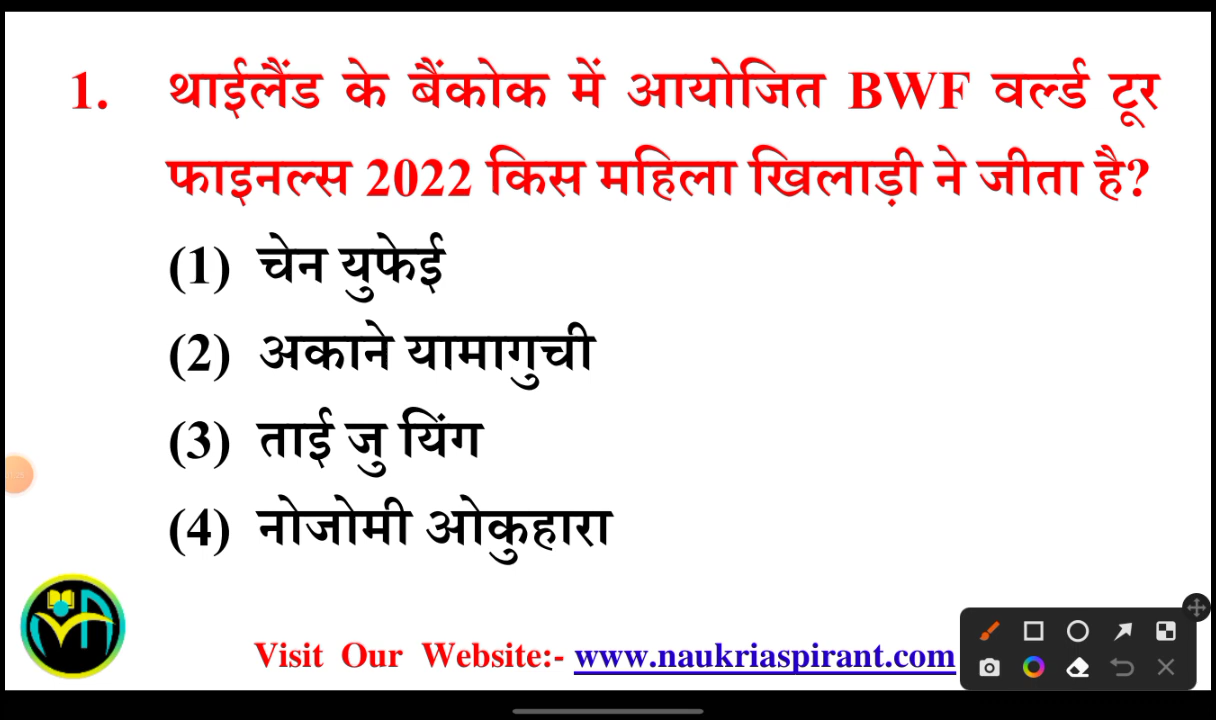 1. थाईलैंड के बैंकोक में आयोजित BWF वर्ल्ड टूर
फाइनल्स 2022 किस महिला खिलाड़ी ने जीता है?
(1) चेन युफेई
(2) अकाने यामागुची
(3) ताई जु यिंग
(4) नोजोमी ओकुहारा
Visit Our Website:- www.naukriaspirant.com